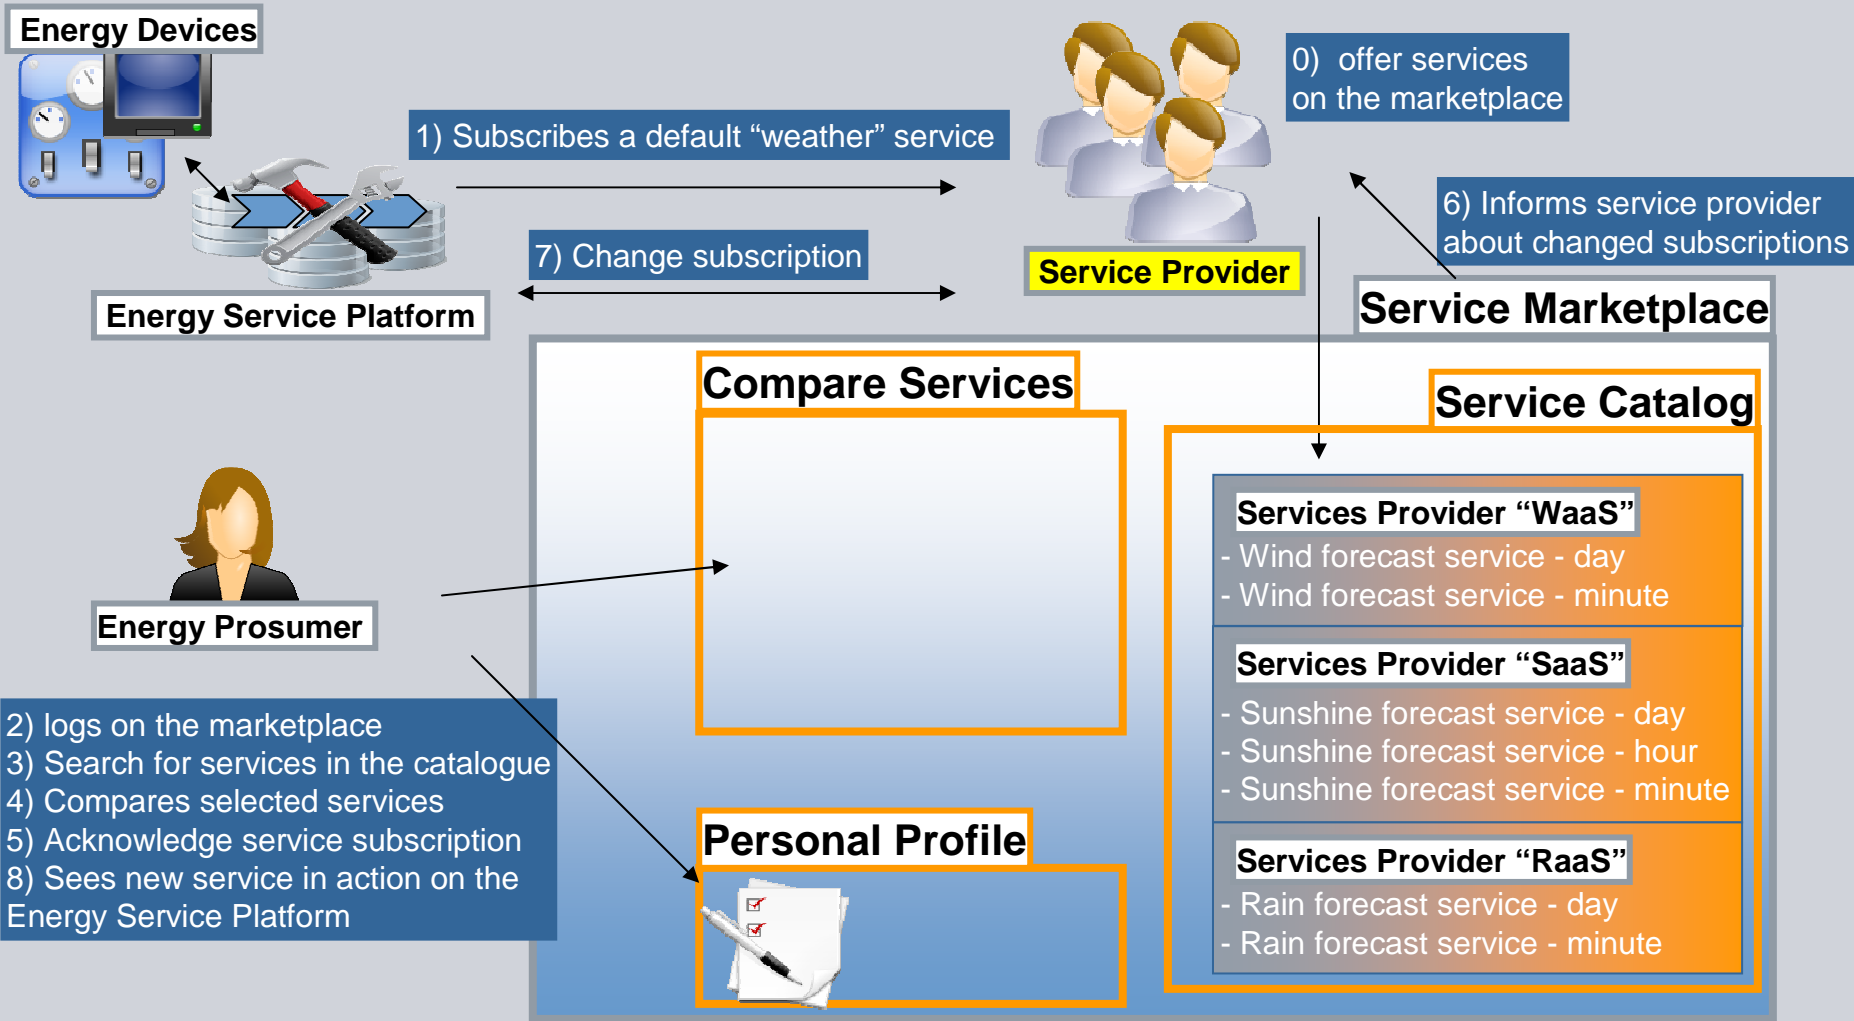 Energy Devices
0) offer services
on the marketplace
1) Subscribes a default “weather” service
6) Informs service provider
about changed subscriptions
7) Change subscription
Service Provider
Energy Service Platform
Service Marketplace
Compare Services
Service Catalog
Services Provider “WaaS”
- Wind forecast service - day
- Wind forecast service - minute
Energy Prosumer
Services Provider “SaaS”
- Sunshine forecast service - day
- Sunshine forecast service - hour
- Sunshine forecast service - minute
2) logs on the marketplace
3) Search for services in the catalogue
4) Compares selected services
5) Acknowledge service subscription
8) Sees new service in action on the
Energy Service Platform
Personal Profile
Services Provider “RaaS”
- Rain forecast service - day
- Rain forecast service - minute